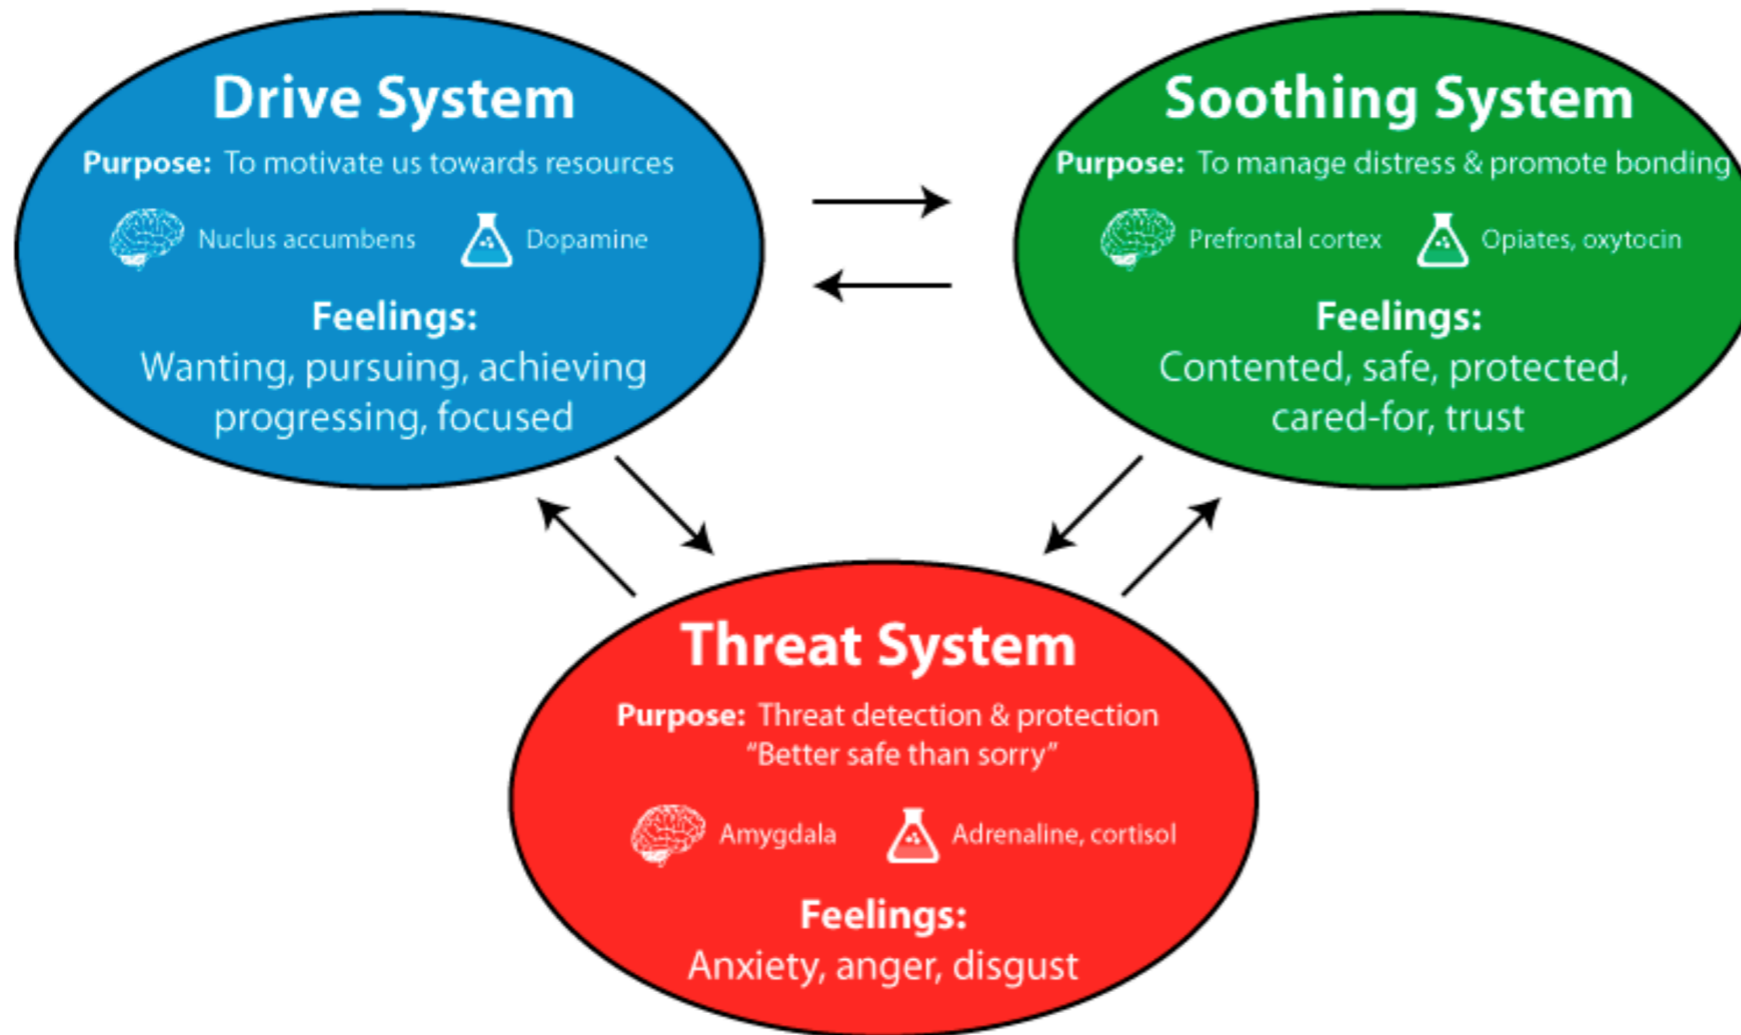 Drive System
Purpose: To motivate us towards resources
Nuclus accumbens
Dopamine
Feelings:
Wanting, pursuing, achieving
progressing, focused
Soothing System
Purpose: To manage distress & promote bonding
Prefrontal cortex
Opiates, oxytocin
Feelings:
Contented, safe, protected,
cared-for, trust
Threat System
Purpose: Threat detection & protection
“Better safe than sorry”
Amygdala
Adrenaline, cortisol
Feelings:
Anxiety, anger, disgust